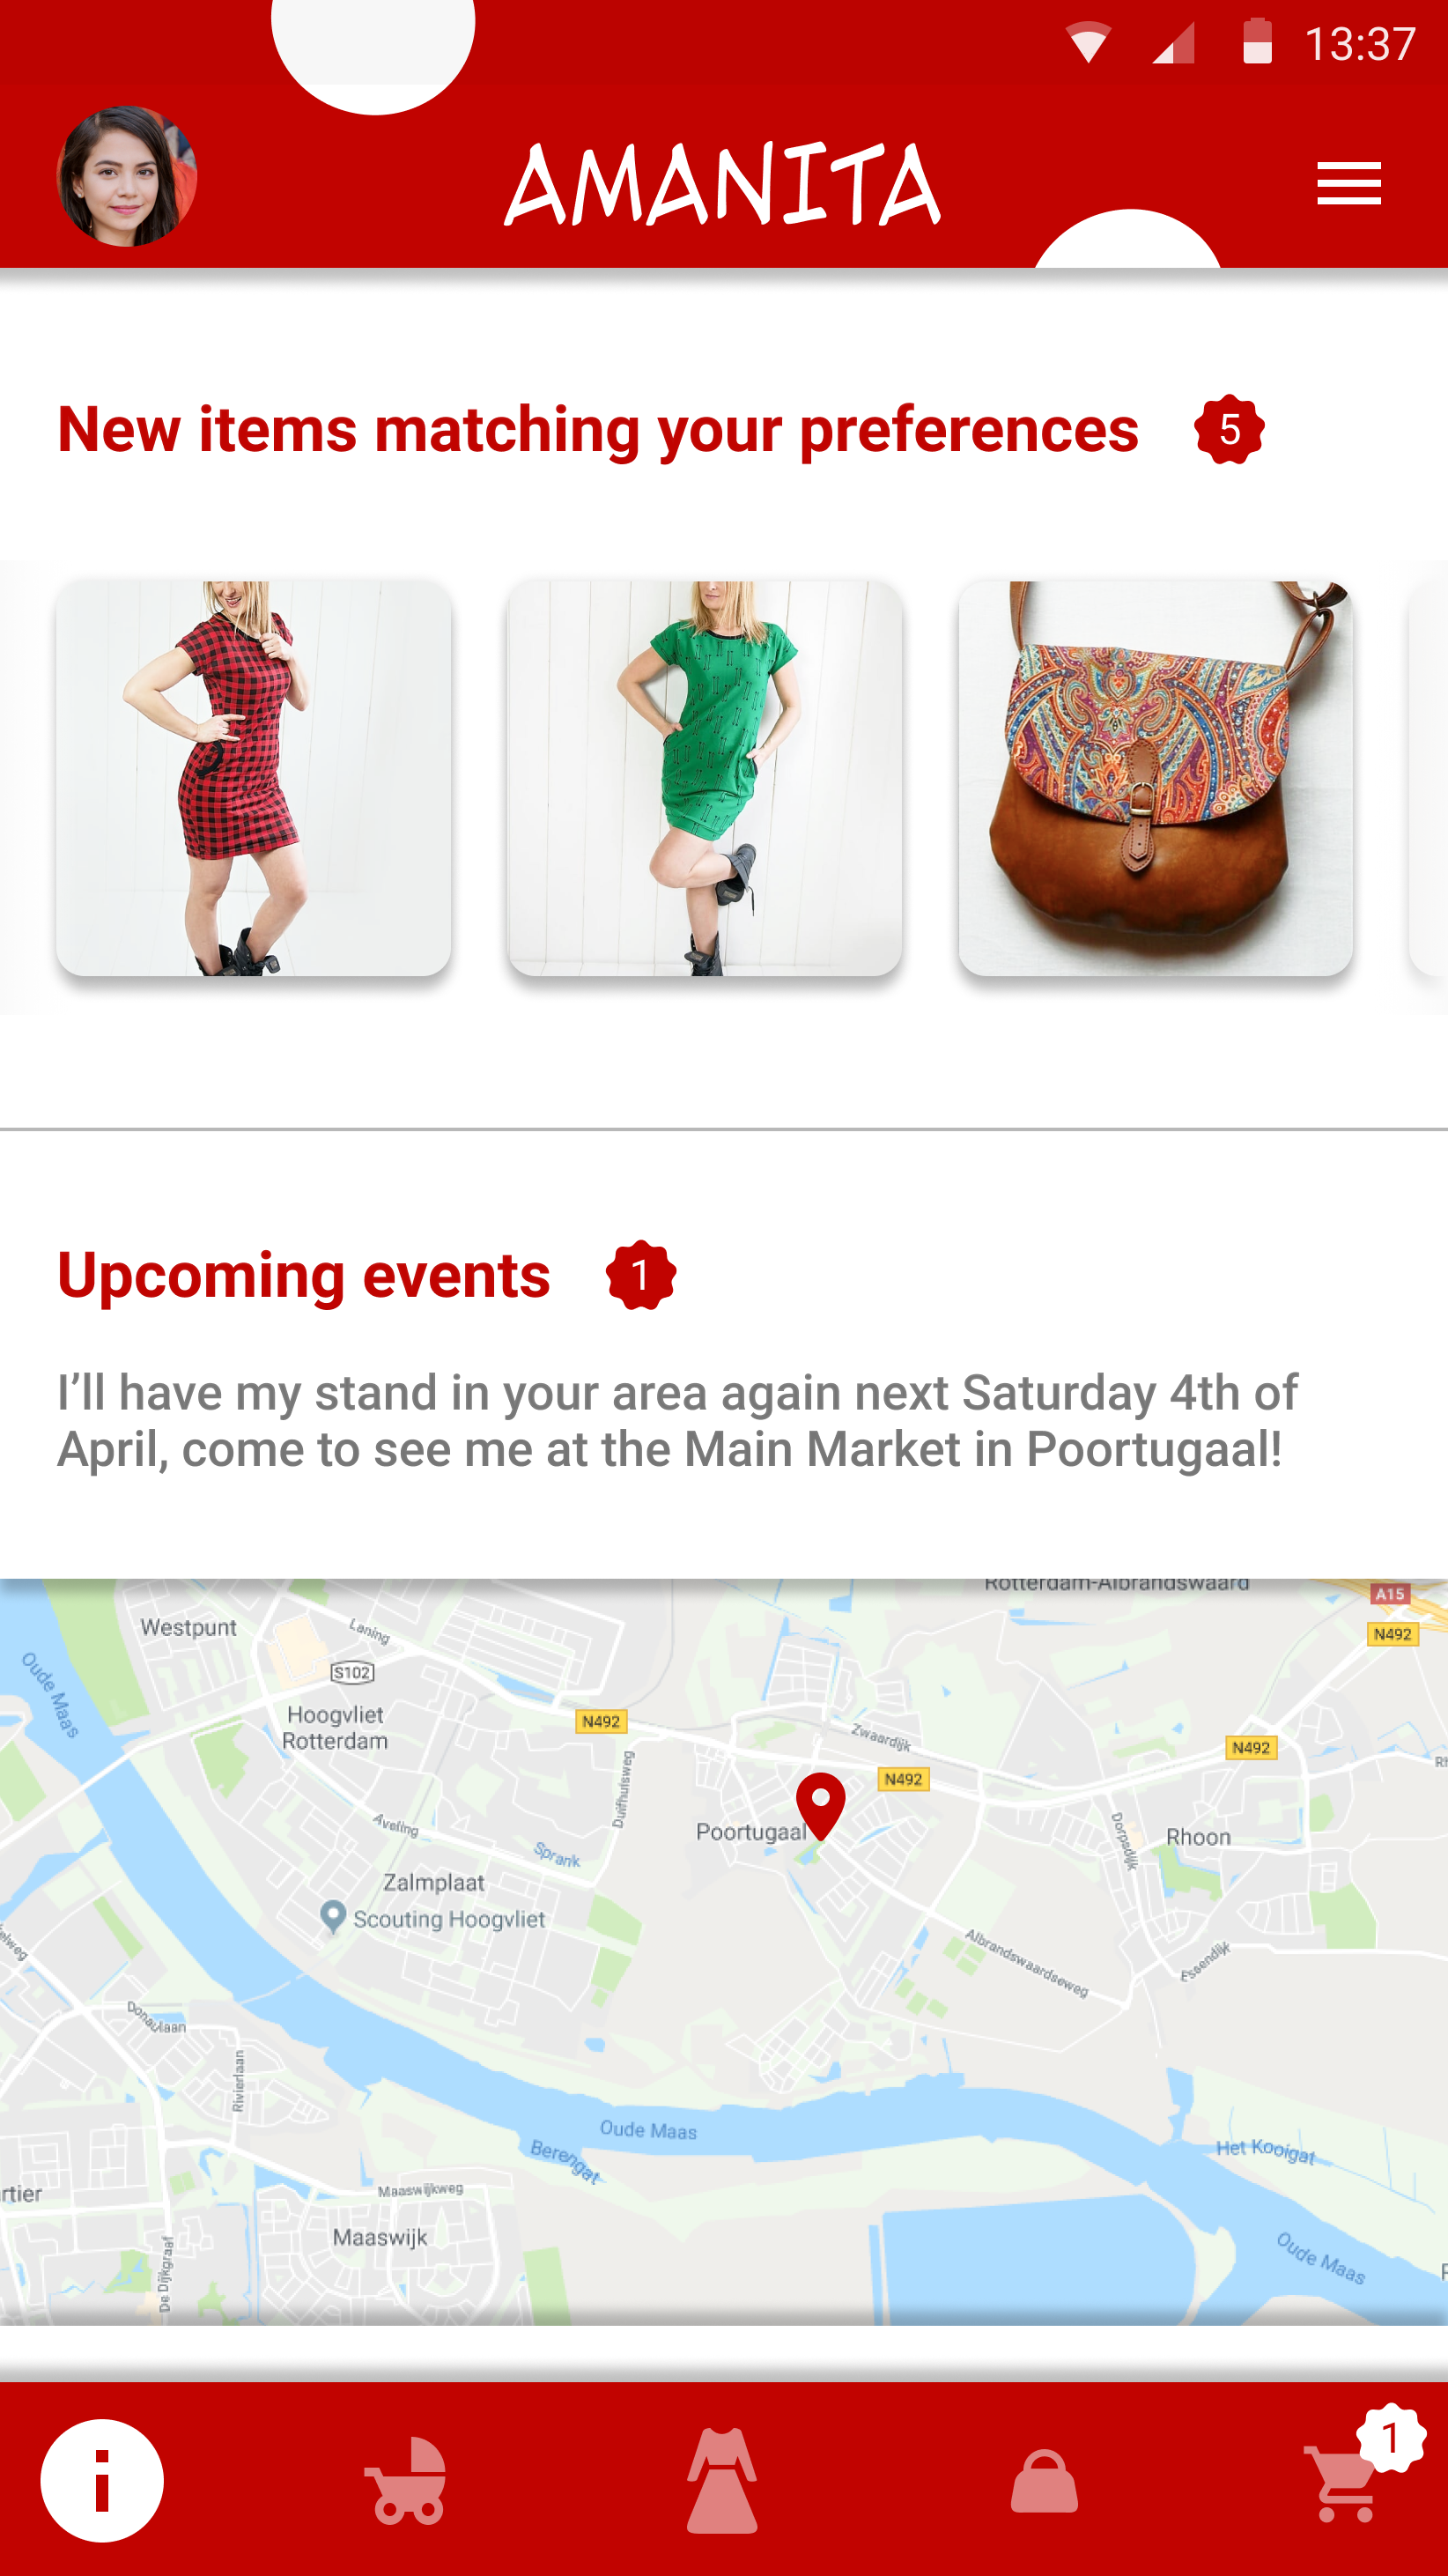 13:37
AMANITA
New items matching your preferences 5
Upcoming events 1
I’ll have my stand in your area again next Saturday 4th of
April, come to see me at the Main Market in Poortugaal!
Rotterdam-Albrandswaard
A15
Westpunt
Laning
N492
Oude Maas
S102
Hoogvliet
Rotterdam
N492
Zwaardijk
N492
N492
Duifhuisweg
Aveling
Poortugaal
Dorpsdijk
Rhoon
Sprank
Zalmplaat
Scouting Hoogvliet
Albrandswaardseweg
Essendijk
Donaulaan
Rivierlaan
Oude Maas
Berengat
Het Kooigat
rtier
Maaswijkweg
Maaswijk
De Dijkgraaf
Oude Maas
i
1